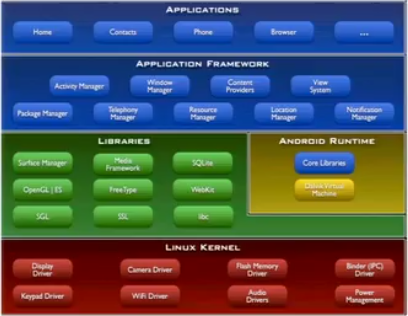 APPLICATIONS
Home Contacts Phone Browser ...
APPLICATION FRAMEWORK
Activity Manager Window Manager Content Providers View System
Package Manager Telephony Manager Resource Manager Location Manager Notification Manager
LIBRARIES
Surface Manager Media Framework SQLite
OpenGL | ES FreeType WebKit
SGL SSL libc
ANDROID RUNTIME
Core Libraries
Dalvik Virtual Machine
LINUX KERNEL
Display Driver Camera Driver Flash Memory Driver Binder (IPC) Driver
Keypad Driver WiFi Driver Audio Drivers Power Management